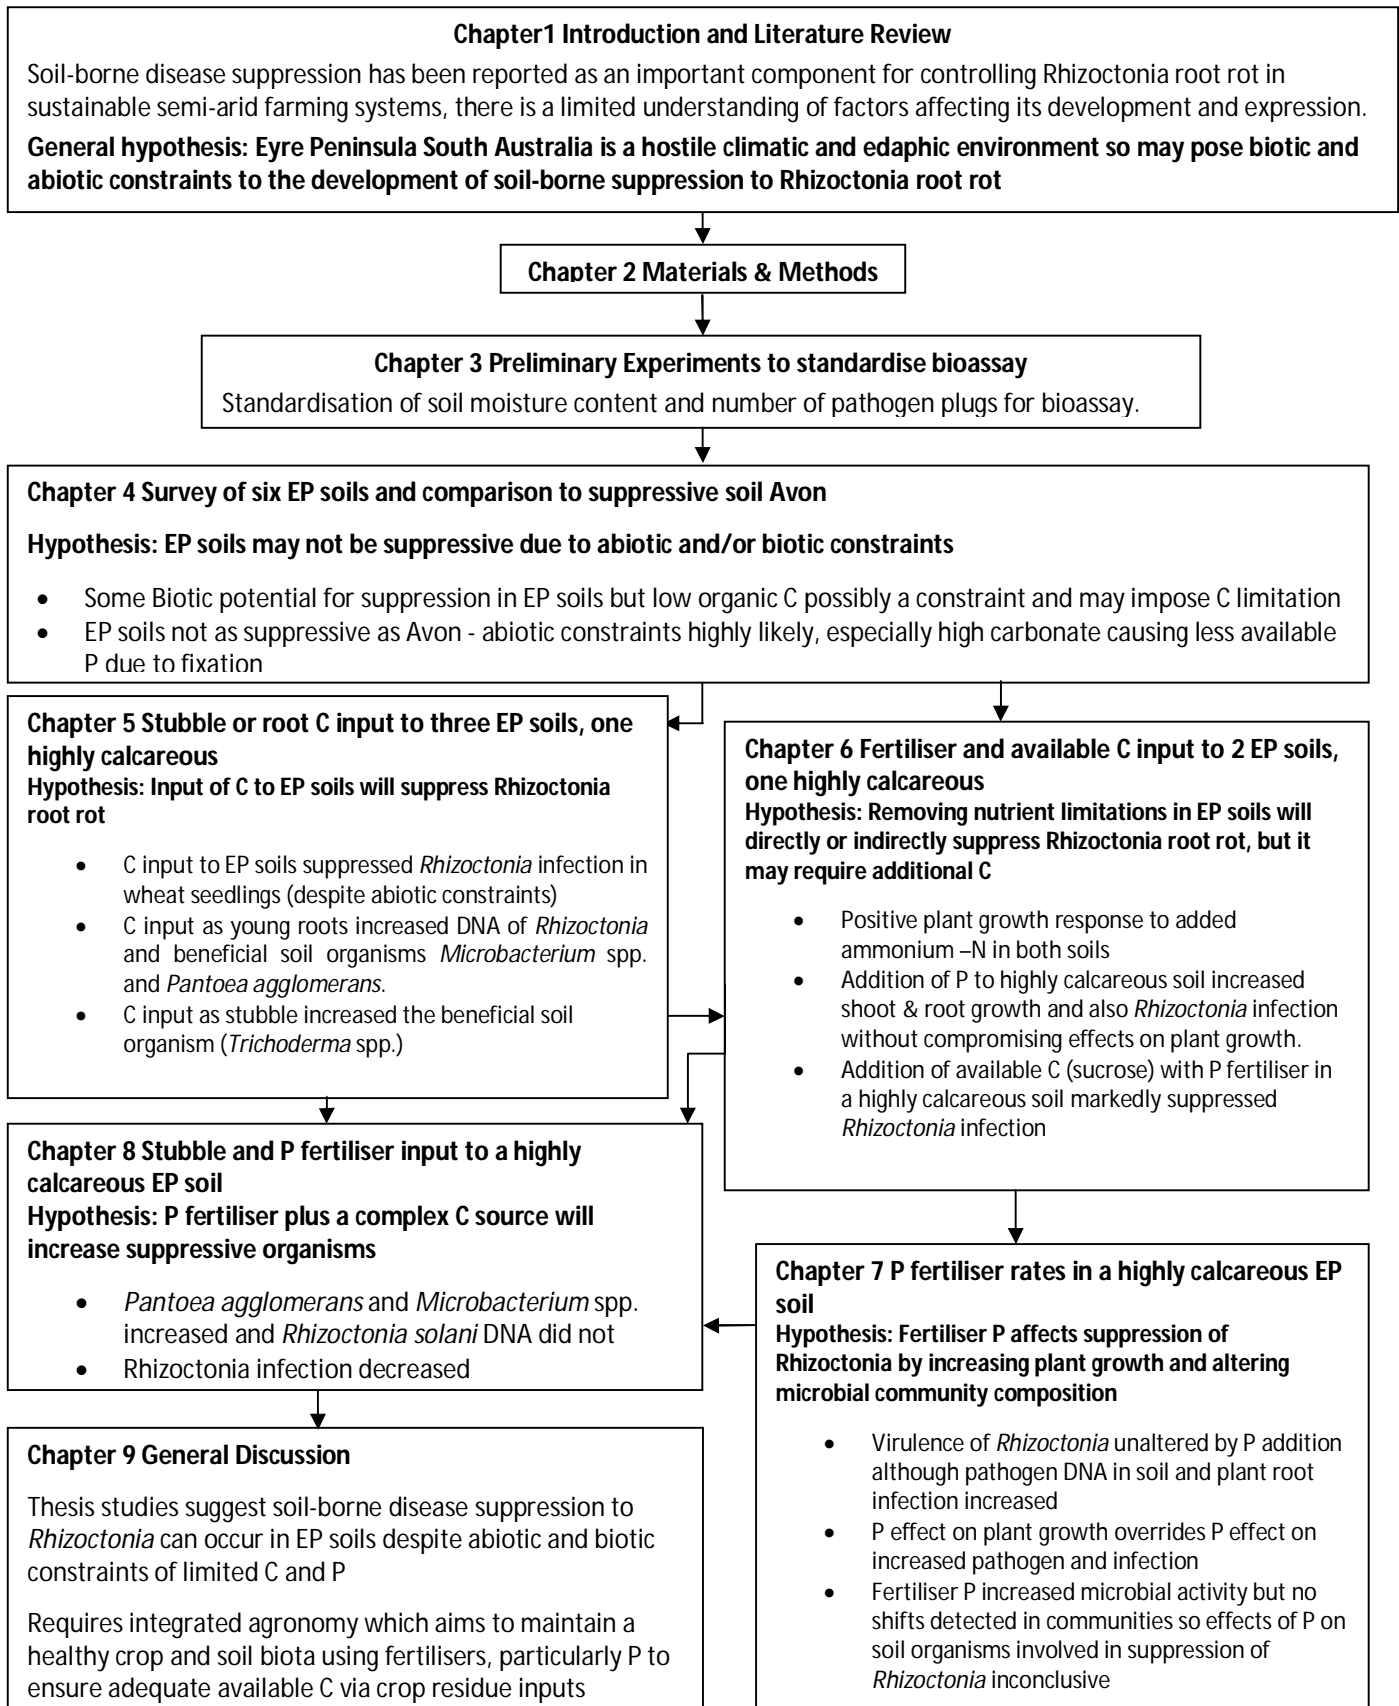 Chapter1 Introduction and Literature Review
Soil-borne disease suppression has been reported as an important component for controlling Rhizoctonia root rot in
sustainable semi-arid farming systems, there is a limited understanding of factors affecting its development and expression.
General hypothesis: Eyre Peninsula South Australia is a hostile climatic and edaphic environment so may pose biotic and
abiotic constraints to the development of soil-borne suppression to Rhizoctonia root rot
Chapter 2 Materials & Methods
Chapter 3 Preliminary Experiments to standardise bioassay
Standardisation of soil moisture content and number of pathogen plugs for bioassay.
Chapter 4 Survey of six EP soils and comparison to suppressive soil Avon
Hypothesis: EP soils may not be suppressive due to abiotic and/or biotic constraints
• Some Biotic potential for suppression in EP soils but low organic C possibly a constraint and may impose C limitation
• EP soils not as suppressive as Avon - abiotic constraints highly likely, especially high carbonate causing less available
P due to fixation
Chapter 5 Stubble or root C input to three EP soils, one
highly calcareous
Hypothesis: Input of C to EP soils will suppress Rhizoctonia
root rot
• C input to EP soils suppressed Rhizoctonia infection in
wheat seedlings (despite abiotic constraints)
• C input as young roots increased DNA of Rhizoctonia
and beneficial soil organisms Microbacterium spp.
and Pantoea agglomerans.
• C input as stubble increased the beneficial soil
organism (Trichoderma spp.)
Chapter 6 Fertiliser and available C input to 2 EP soils,
one highly calcareous
Hypothesis: Removing nutrient limitations in EP soils will
directly or indirectly suppress Rhizoctonia root rot, but it
may require additional C
• Positive plant growth response to added
ammonium –N in both soils
• Addition of P to highly calcareous soil increased
shoot & root growth and also Rhizoctonia infection
without compromising effects on plant growth.
• Addition of available C (sucrose) with P fertiliser in
a highly calcareous soil markedly suppressed
Rhizoctonia infection
Chapter 8 Stubble and P fertiliser input to a highly
calcareous EP soil
Hypothesis: P fertiliser plus a complex C source will
increase suppressive organisms
• Pantoea agglomerans and Microbacterium spp.
increased and Rhizoctonia solani DNA did not
• Rhizoctonia infection decreased
Chapter 7 P fertiliser rates in a highly calcareous EP
soil
Hypothesis: Fertiliser P affects suppression of
Rhizoctonia by increasing plant growth and altering
microbial community composition
• Virulence of Rhizoctonia unaltered by P addition
although pathogen DNA in soil and plant root
infection increased
• P effect on plant growth overrides P effect on
increased pathogen and infection
• Fertiliser P increased microbial activity but no
shifts detected in communities so effects of P on
soil organisms involved in suppression of
Rhizoctonia inconclusive
Chapter 9 General Discussion
Thesis studies suggest soil-borne disease suppression to
Rhizoctonia can occur in EP soils despite abiotic and biotic
constraints of limited C and P
Requires integrated agronomy which aims to maintain a
healthy crop and soil biota using fertilisers, particularly P to
ensure adequate available C via crop residue inputs